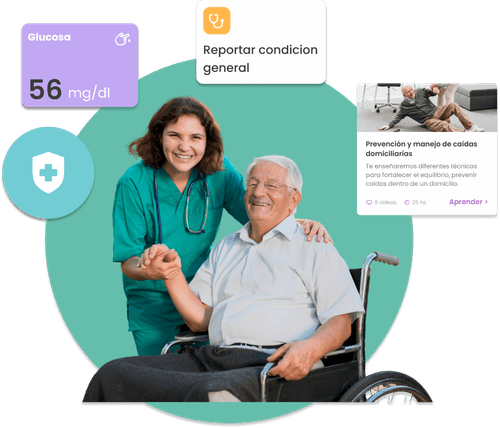 Glucosa
56 mg/dl
Reportar condicion
general
Prevención y manejo de caídas
domiciliarias
Te enseñaremos diferentes técnicas
para fortalecer el equilibrio, prevenir
caídas dentro de un domicilio.
8 videos 25 hs Aprender >